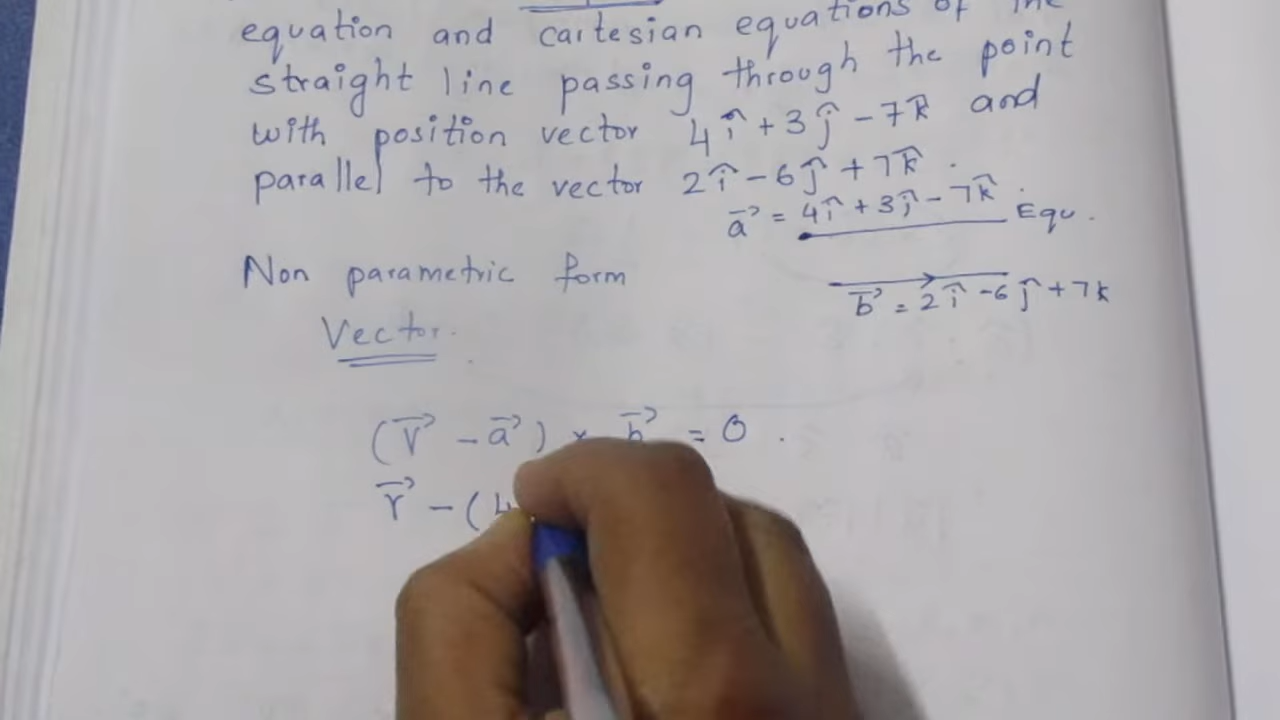 equation and cartesian equations of the
straight line passing through the point
with position vector 4î + 3ĵ - 7k̂ and
parallel to the vector 2î - 6ĵ + 7k̂ .
a⃗ = 4î + 3ĵ - 7k̂ Equ.
Non parametric form
b⃗ = 2î - 6ĵ + 7k
Vector.
(r⃗ - a⃗) × b⃗ = 0 .
r⃗ - ( 4